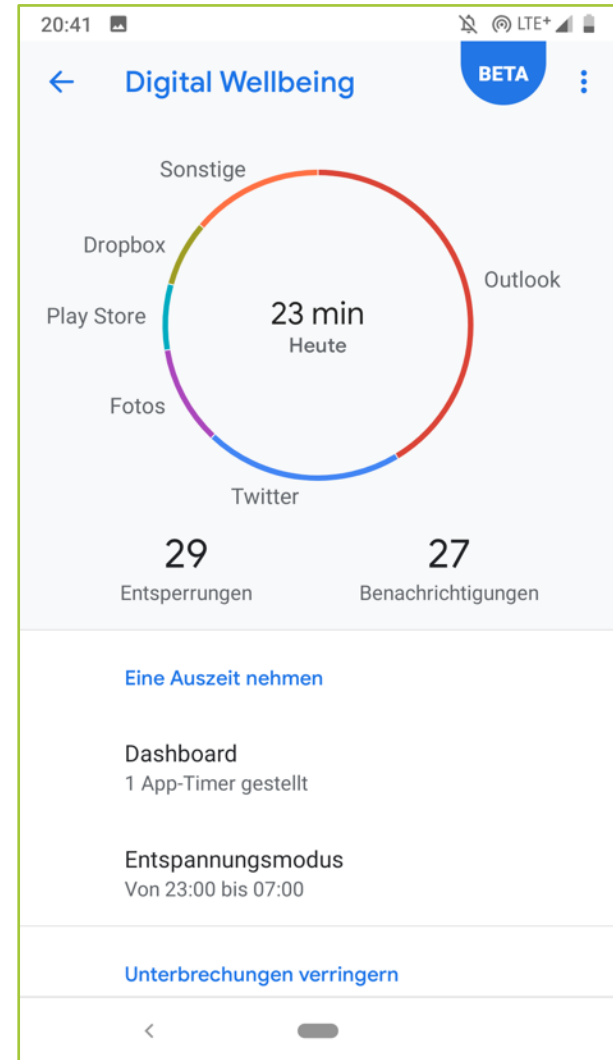 20:41 LTE+
Digital Wellbeing BETA
Sonstige
Dropbox
Outlook
Play Store
23 min
Heute
Fotos
Twitter
29 27
Entsperrungen Benachrichtigungen
Eine Auszeit nehmen
Dashboard
1 App-Timer gestellt
Entspannungsmodus
Von 23:00 bis 07:00
Unterbrechungen verringern